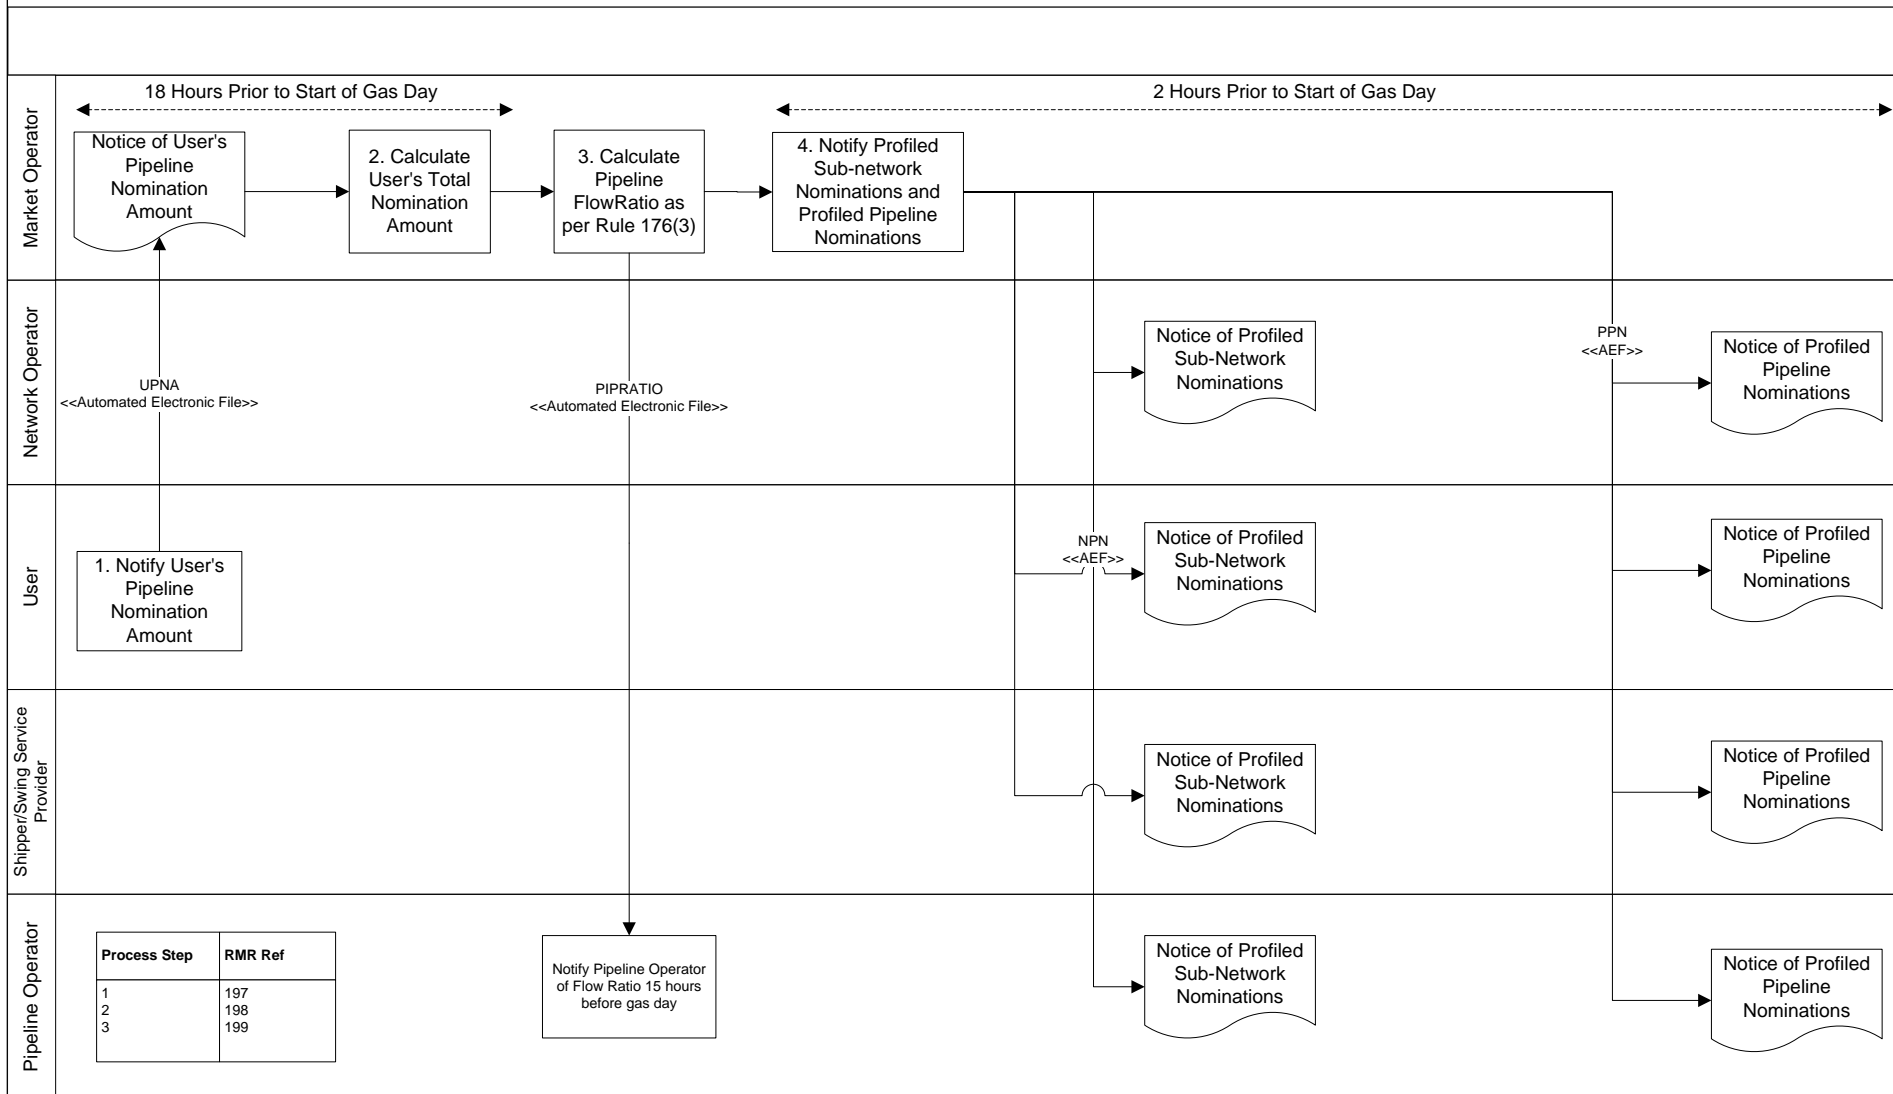 18 Hours Prior to Start of Gas Day
2 Hours Prior to Start of Gas Day
Market Operator
Notice of User's
Pipeline
Nomination
Amount
2. Calculate
User's Total
Nomination
Amount
3. Calculate
Pipeline
FlowRatio as
per Rule 176(3)
4. Notify Profiled
Sub-network
Nominations and
Profiled Pipeline
Nominations
Network Operator
UPNA
<<Automated Electronic File>>
PIPRATIO
<<Automated Electronic File>>
Notice of Profiled
Sub-Network
Nominations
PPN
<<AEF>>
Notice of Profiled
Pipeline
Nominations
User
1. Notify User's
Pipeline
Nomination
Amount
NPN
<<AEF>>
Notice of Profiled
Sub-Network
Nominations
Notice of Profiled
Pipeline
Nominations
Shipper/Swing Service
Provider
Notice of Profiled
Sub-Network
Nominations
Notice of Profiled
Pipeline
Nominations
Pipeline Operator
Process Step RMR Ref
1 197
2 198
3 199
Notify Pipeline Operator
of Flow Ratio 15 hours
before gas day
Notice of Profiled
Sub-Network
Nominations
Notice of Profiled
Pipeline
Nominations